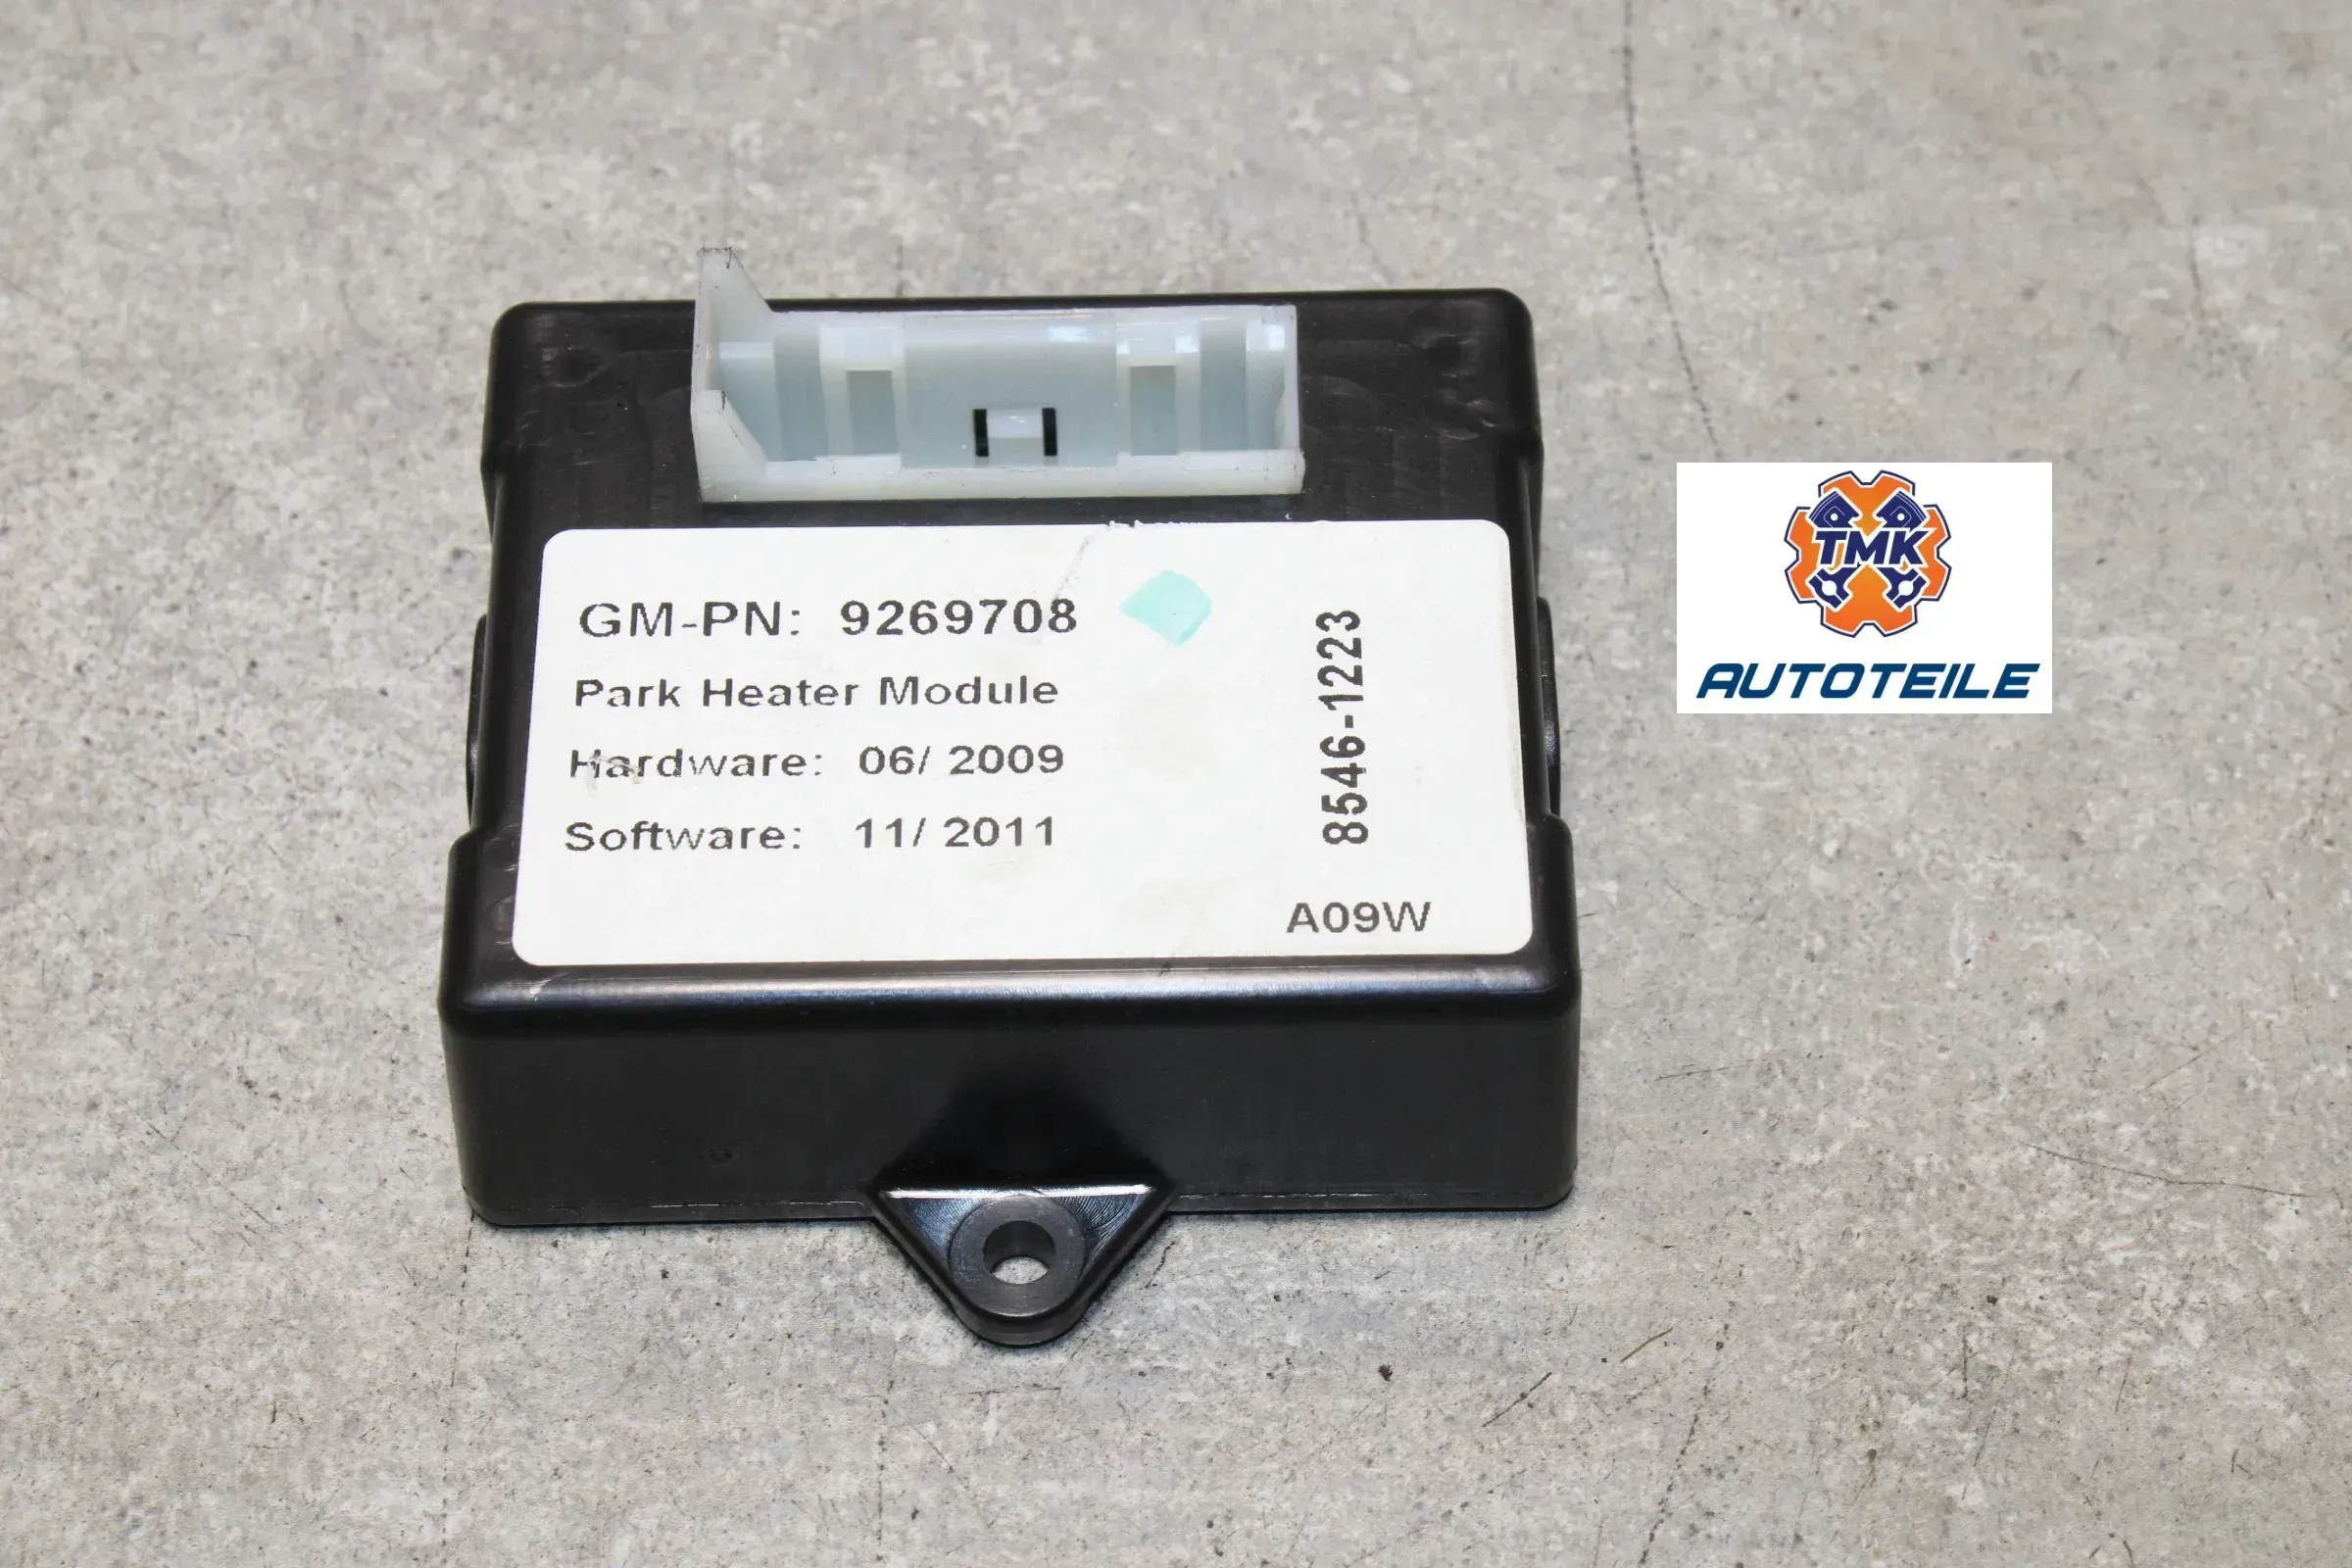 GM-PN: 9269708
Park Heater Module
Hardware: 06/ 2009
Software: 11/ 2011
8546-1223
A09W
TMK
AUTOTEILE